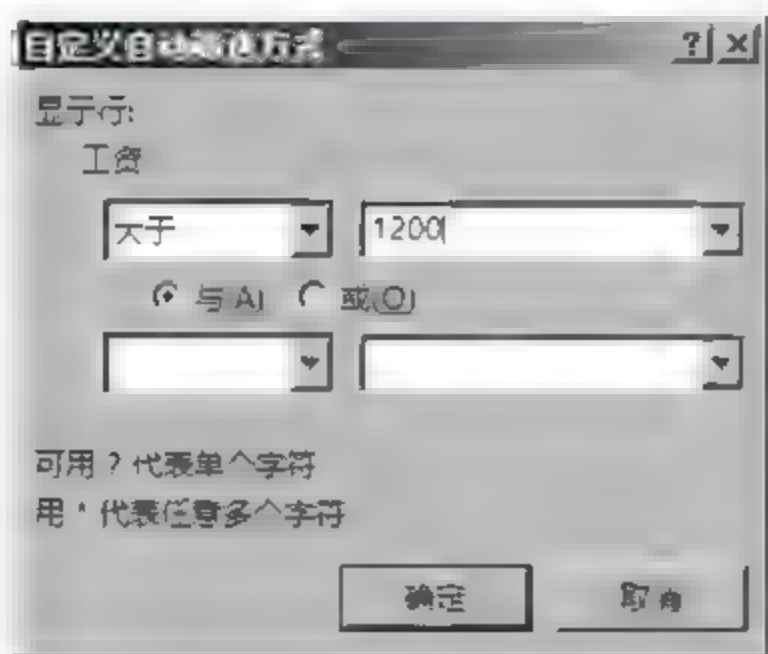 自定义自动筛选方式 ? ×
显示行:
工资
大于 1200
与(A) 或(O)
可用 ? 代表单个字符
用 * 代表任意多个字符
确定 取消